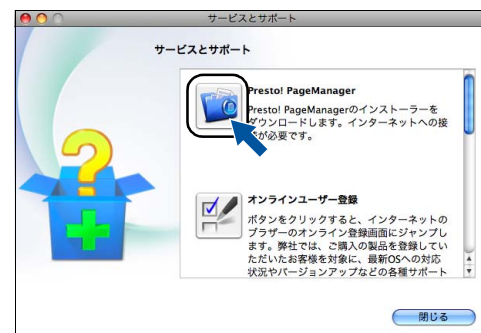 サービスとサポート
サービスとサポート
Presto! PageManager
Presto! PageManagerのインストーラーを
ダウンロードします。インターネットへの接
が必要です。
オンラインユーザー登録
ボタンをクリックすると、インターネットの
ブラザーのオンライン登録画面にジャンプし
ます。弊社では、ご購入の製品を登録してい
ただいたお客様を対象に、最新OSへの対応
状況やバージョンアップなどの各種サポート
閉じる